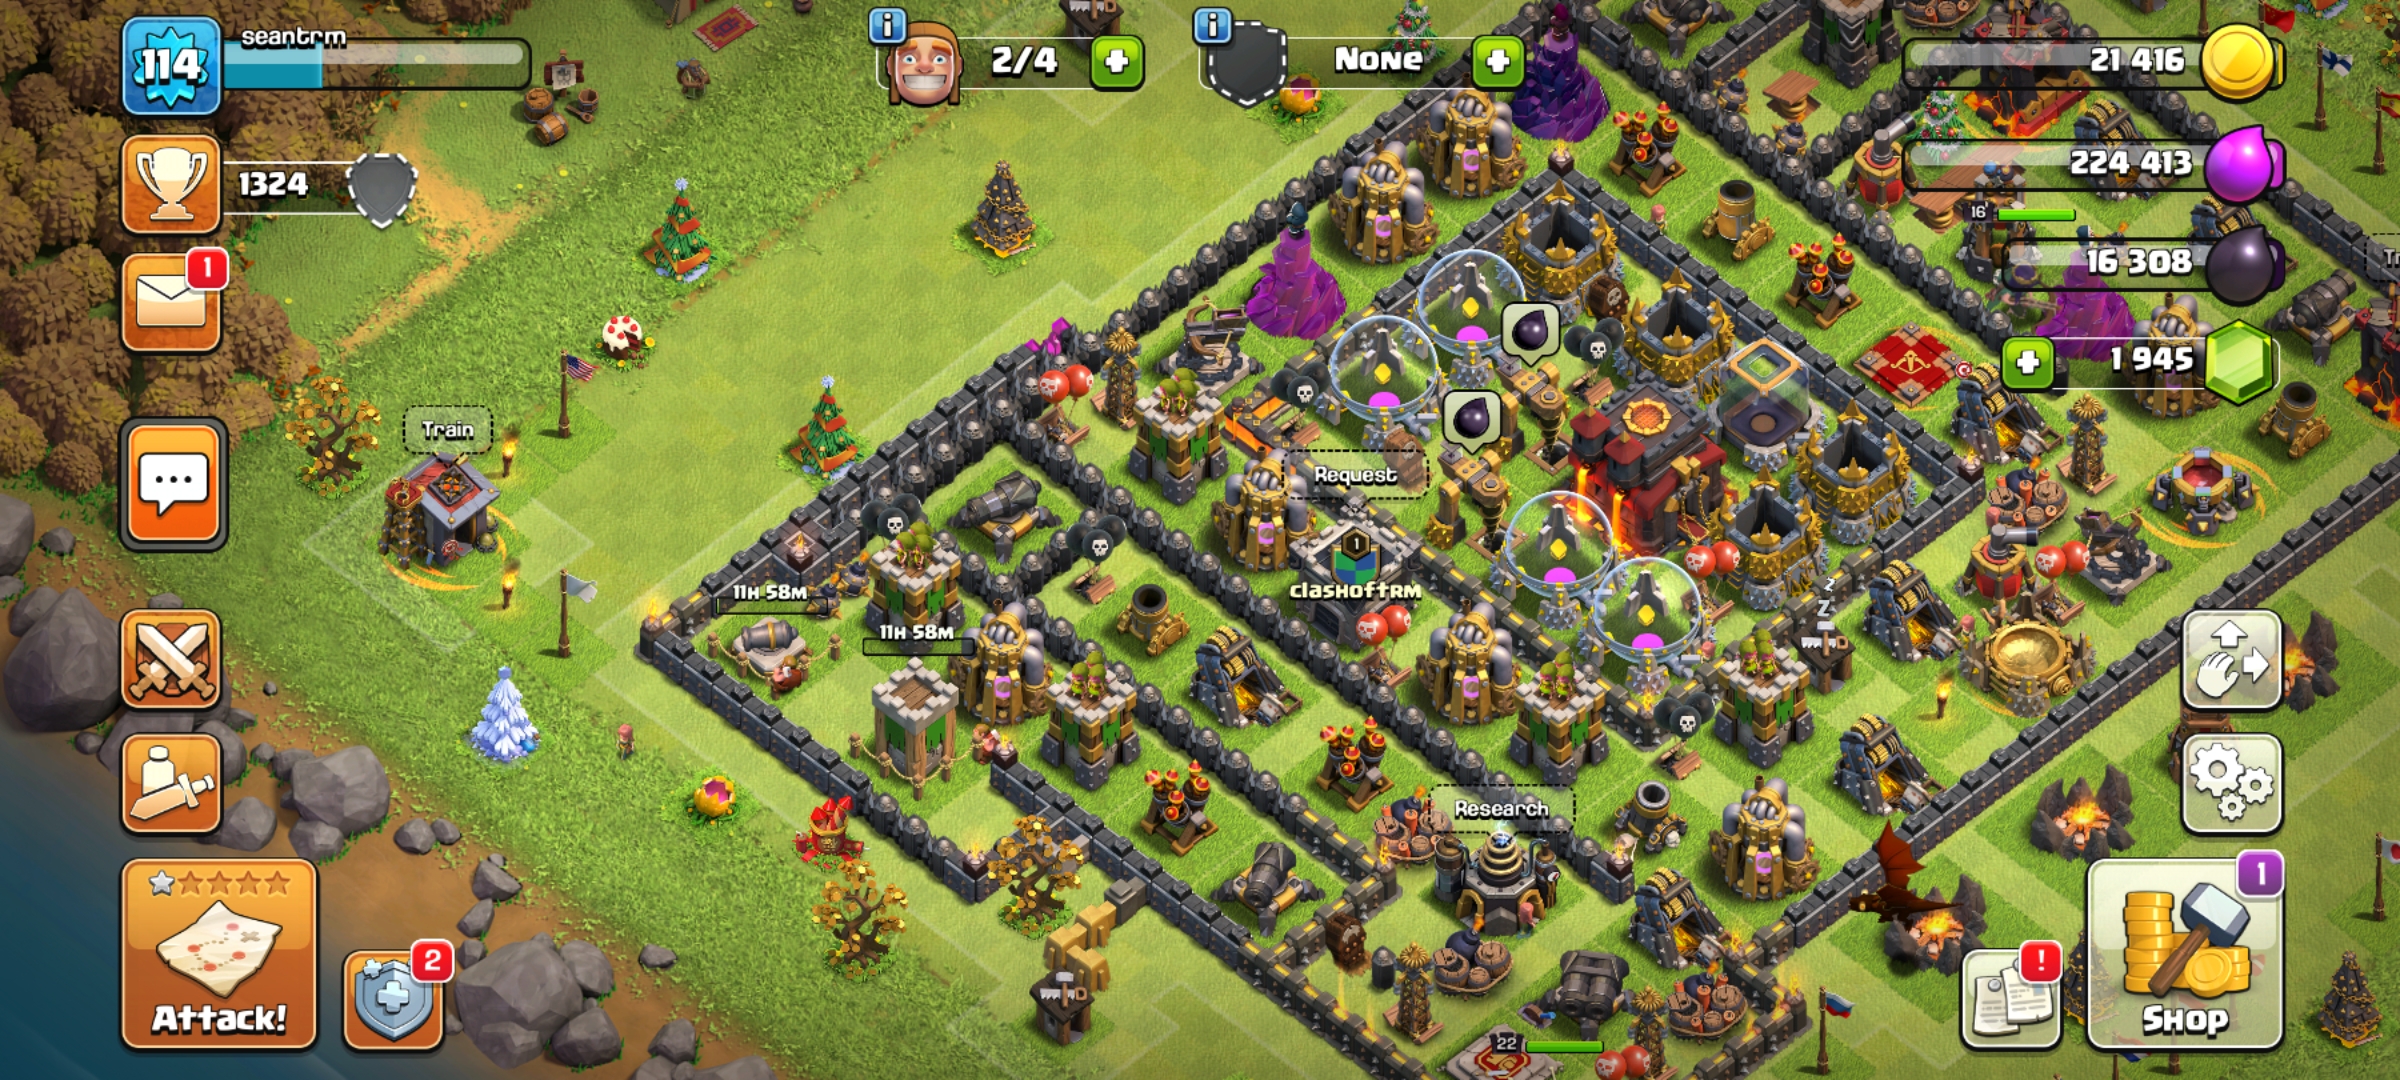 114
seantrm
2/4
None
21 416
1324
224 413
16
16 308
1
1 945
Train
Request
1
clashoftrm
11H 58M
11H 58M
Research
1
2
Attack!
Shop
22